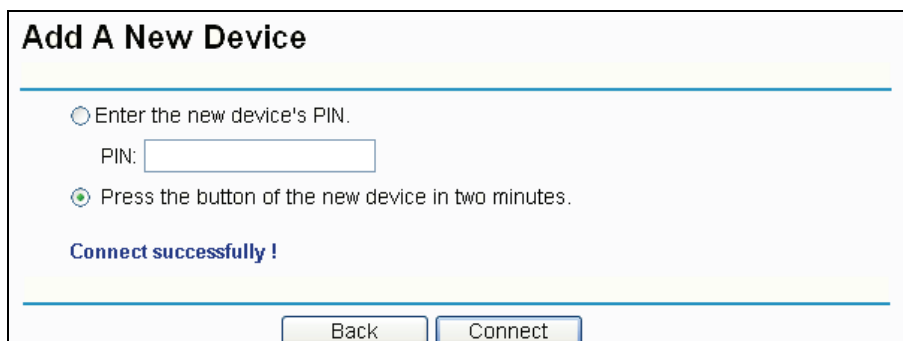 Add A New Device
Enter the new device's PIN.
PIN:
Press the button of the new device in two minutes.
Connect successfully !
Back Connect